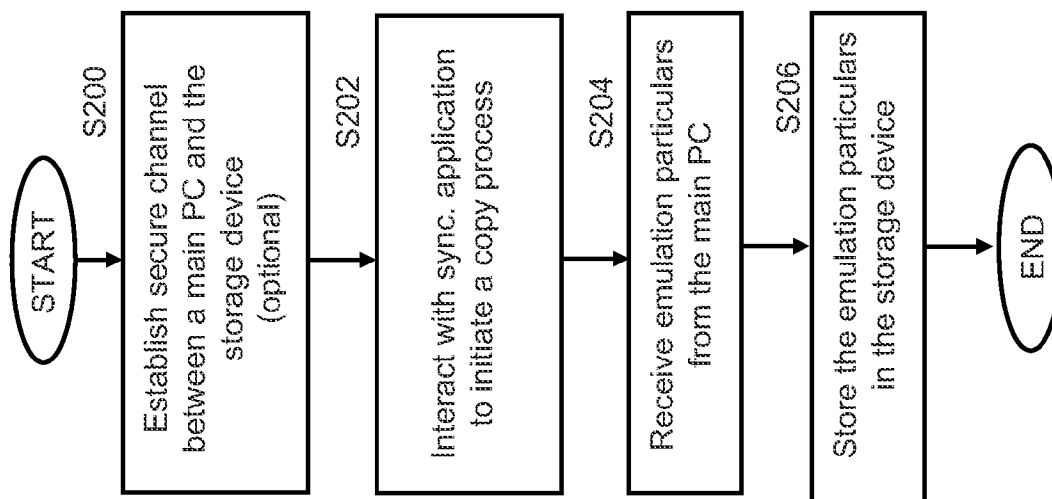 START
S200
Establish secure channel
between a main PC and the
storage device
(optional)
S202
Interact with sync. application
to initiate a copy process
S204
Receive emulation particulars
from the main PC
S206
Store the emulation particulars
in the storage device
END